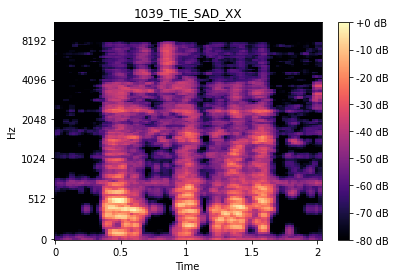 1039_TIE_SAD_XX
Hz
8192
4096
2048
1024
512
0
0
0.5
1
1.5
2
Time
+0 dB
-10 dB
-20 dB
-30 dB
-40 dB
-50 dB
-60 dB
-70 dB
-80 dB